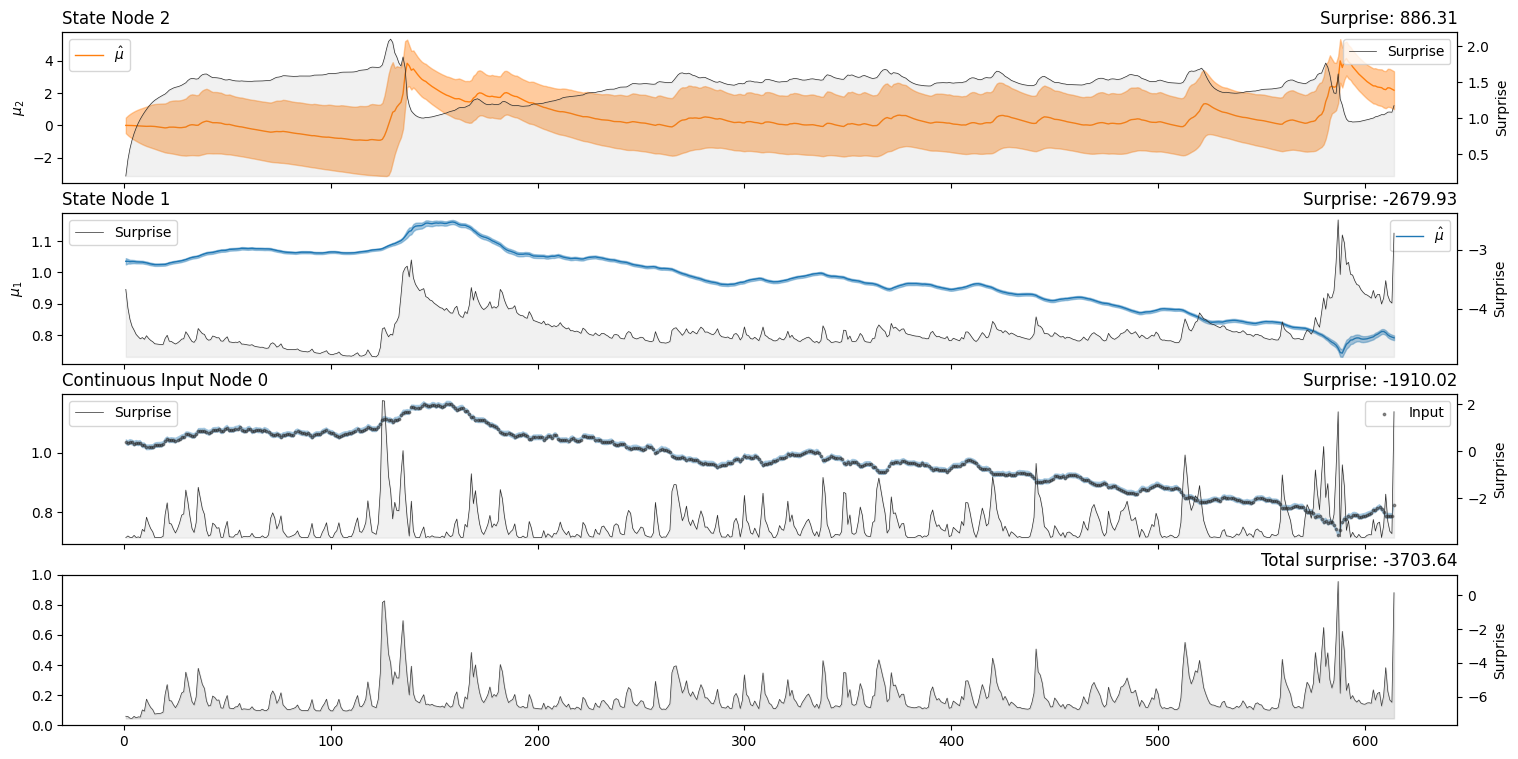 State Node 2 Surprise: 886.31
μ̂
Surprise
4
2
0
−2
μ₂
2.0
1.5
1.0
0.5
Surprise
State Node 1 Surprise: -2679.93
Surprise
μ̂
1.1
1.0
0.9
0.8
μ₁
−3
−4
Surprise
Continuous Input Node 0 Surprise: -1910.02
Surprise
Input
1.0
0.8
2
0
−2
Surprise
Total surprise: -3703.64
1.0
0.8
0.6
0.4
0.2
0.0
0
−2
−4
−6
Surprise
0 100 200 300 400 500 600